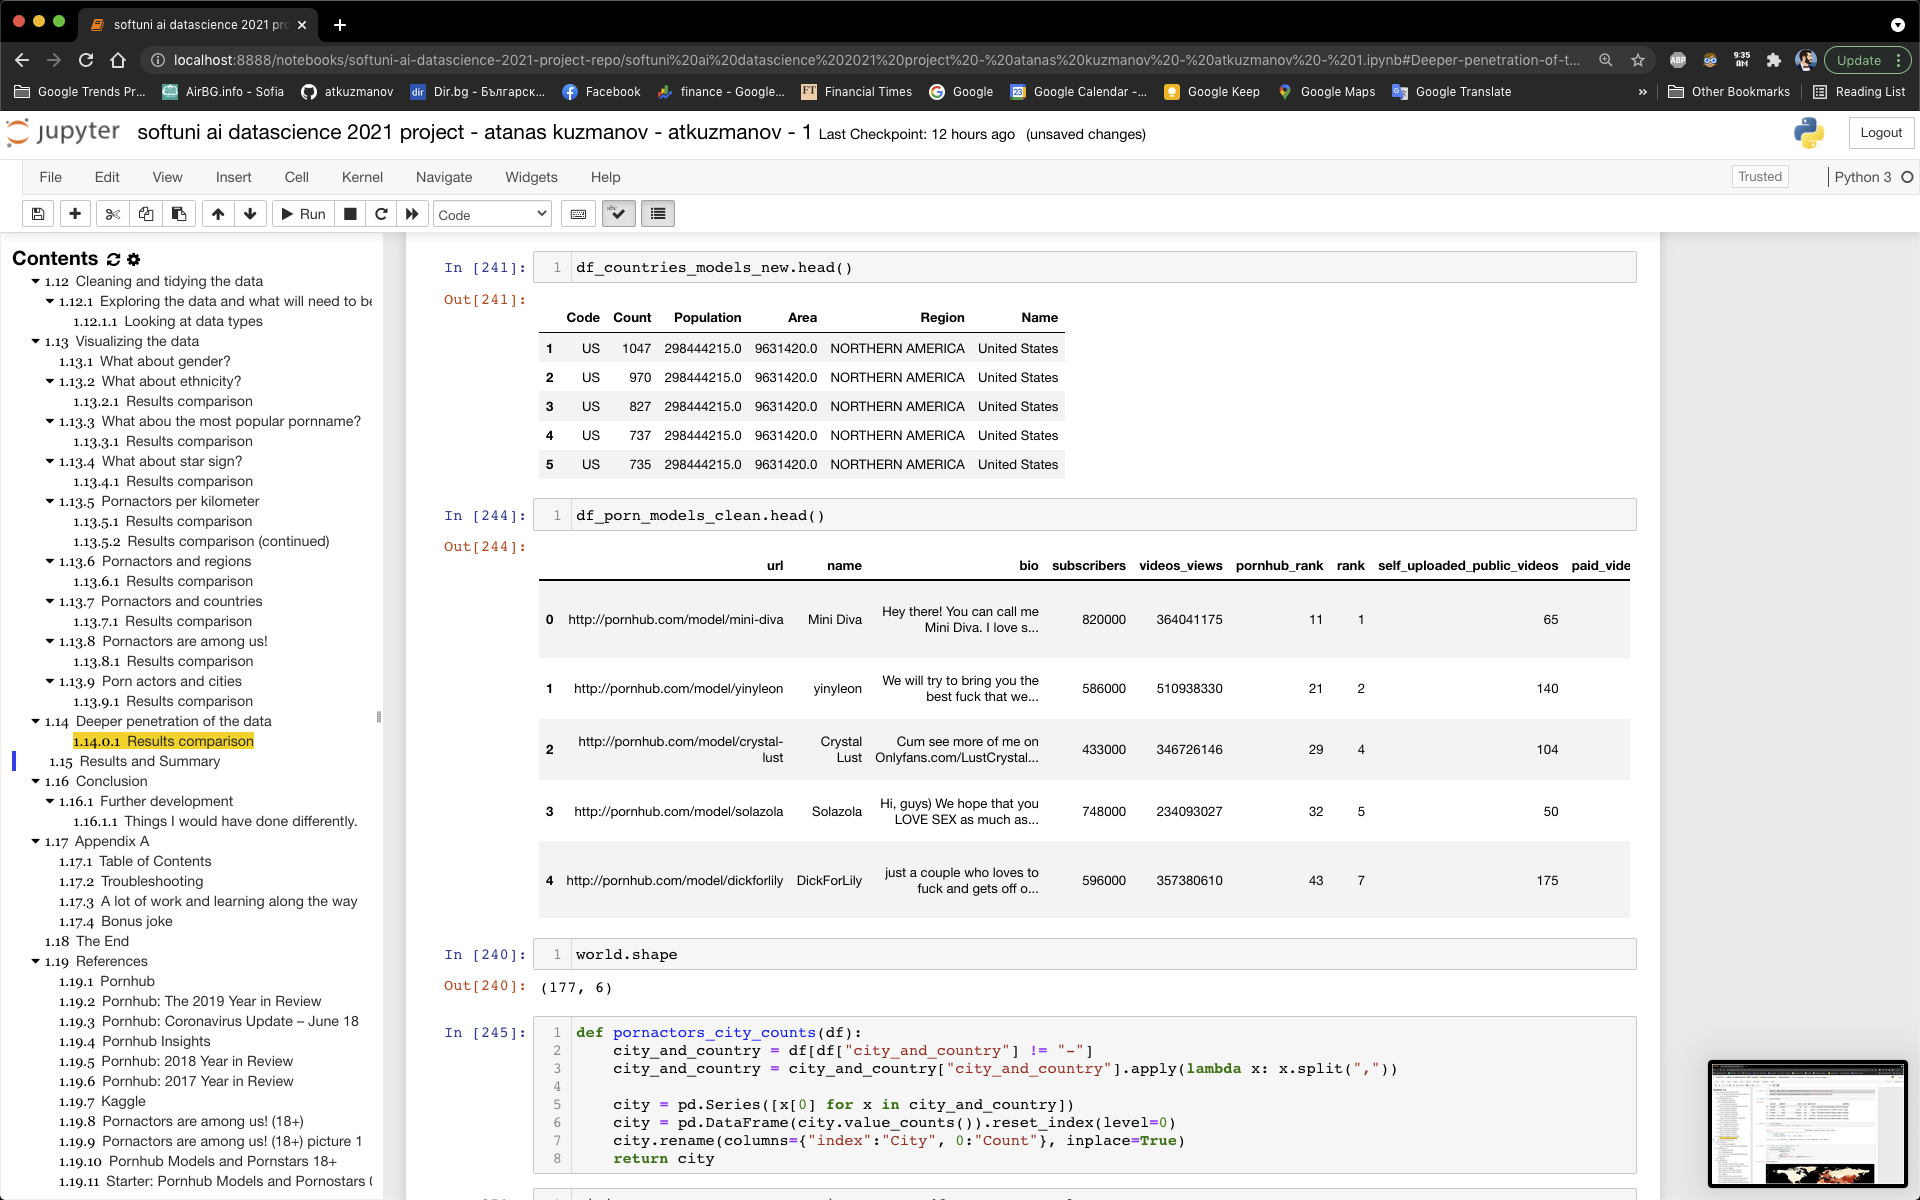 softuni ai datascience 2021 pro
localhost:8888/notebooks/softuni-ai-datascience-2021-project-repo/softuni%20ai%20datascience%202021%20project%20-%20atanas%20kuzmanov%20-%20atkuzmanov%20-%201.ipynb#Deeper-penetration-of-t...
ABP
9:35 AM
Update
Google Trends Pr...
AirBG.info - Sofia
atkuzmanov
dir Dir.bg - Българск...
Facebook
finance - Google...
FT Financial Times
Google
Google Calendar -...
Google Keep
Google Maps
Google Translate
»
Other Bookmarks
Reading List
jupyter softuni ai datascience 2021 project - atanas kuzmanov - atkuzmanov - 1 Last Checkpoint: 12 hours ago (unsaved changes)
Logout
File Edit View Insert Cell Kernel Navigate Widgets Help
Trusted
Python 3
Run
Code
Contents
1.12 Cleaning and tidying the data
1.12.1 Exploring the data and what will need to be
1.12.1.1 Looking at data types
1.13 Visualizing the data
1.13.1 What about gender?
1.13.2 What about ethnicity?
1.13.2.1 Results comparison
1.13.3 What abou the most popular pornname?
1.13.3.1 Results comparison
1.13.4 What about star sign?
1.13.4.1 Results comparison
1.13.5 Pornactors per kilometer
1.13.5.1 Results comparison
1.13.5.2 Results comparison (continued)
1.13.6 Pornactors and regions
1.13.6.1 Results comparison
1.13.7 Pornactors and countries
1.13.7.1 Results comparison
1.13.8 Pornactors are among us!
1.13.8.1 Results comparison
1.13.9 Porn actors and cities
1.13.9.1 Results comparison
1.14 Deeper penetration of the data
1.14.0.1 Results comparison
1.15 Results and Summary
1.16 Conclusion
1.16.1 Further development
1.16.1.1 Things I would have done differently.
1.17 Appendix A
1.17.1 Table of Contents
1.17.2 Troubleshooting
1.17.3 A lot of work and learning along the way
1.17.4 Bonus joke
1.18 The End
1.19 References
1.19.1 Pornhub
1.19.2 Pornhub: The 2019 Year in Review
1.19.3 Pornhub: Coronavirus Update – June 18
1.19.4 Pornhub Insights
1.19.5 Pornhub: 2018 Year in Review
1.19.6 Pornhub: 2017 Year in Review
1.19.7 Kaggle
1.19.8 Pornactors are among us! (18+)
1.19.9 Pornactors are among us! (18+) picture 1
1.19.10 Pornhub Models and Pornstars 18+
1.19.11 Starter: Pornhub Models and Pornostars (
In [241]: 1 df_countries_models_new.head()
Out[241]:
Code Count Population Area Region Name
1 US 1047 298444215.0 9631420.0 NORTHERN AMERICA United States
2 US 970 298444215.0 9631420.0 NORTHERN AMERICA United States
3 US 827 298444215.0 9631420.0 NORTHERN AMERICA United States
4 US 737 298444215.0 9631420.0 NORTHERN AMERICA United States
5 US 735 298444215.0 9631420.0 NORTHERN AMERICA United States
In [244]: 1 df_porn_models_clean.head()
Out[244]:
url name bio subscribers videos_views pornhub_rank rank self_uploaded_public_videos paid_vide
0 http://pornhub.com/model/mini-diva Mini Diva Hey there! You can call me Mini Diva. I love s... 820000 364041175 11 1 65
1 http://pornhub.com/model/yinyleon yinyleon We will try to bring you the best fuck that we... 586000 510938330 21 2 140
2 http://pornhub.com/model/crystal-lust Crystal Lust Cum see more of me on Onlyfans.com/LustCrystal... 433000 346726146 29 4 104
3 http://pornhub.com/model/solazola Solazola Hi, guys) We hope that you LOVE SEX as much as... 748000 234093027 32 5 50
4 http://pornhub.com/model/dickforlily DickForLily just a couple who loves to fuck and gets off o... 596000 357380610 43 7 175
In [240]: 1 world.shape
Out[240]: (177, 6)
In [245]: 1 def pornactors_city_counts(df):
2 city_and_country = df[df["city_and_country"] != "-"]
3 city_and_country = city_and_country["city_and_country"].apply(lambda x: x.split(","))
4
5 city = pd.Series([x[0] for x in city_and_country])
6 city = pd.DataFrame(city.value_counts()).reset_index(level=0)
7 city.rename(columns={"index":"City", 0:"Count"}, inplace=True)
8 return city